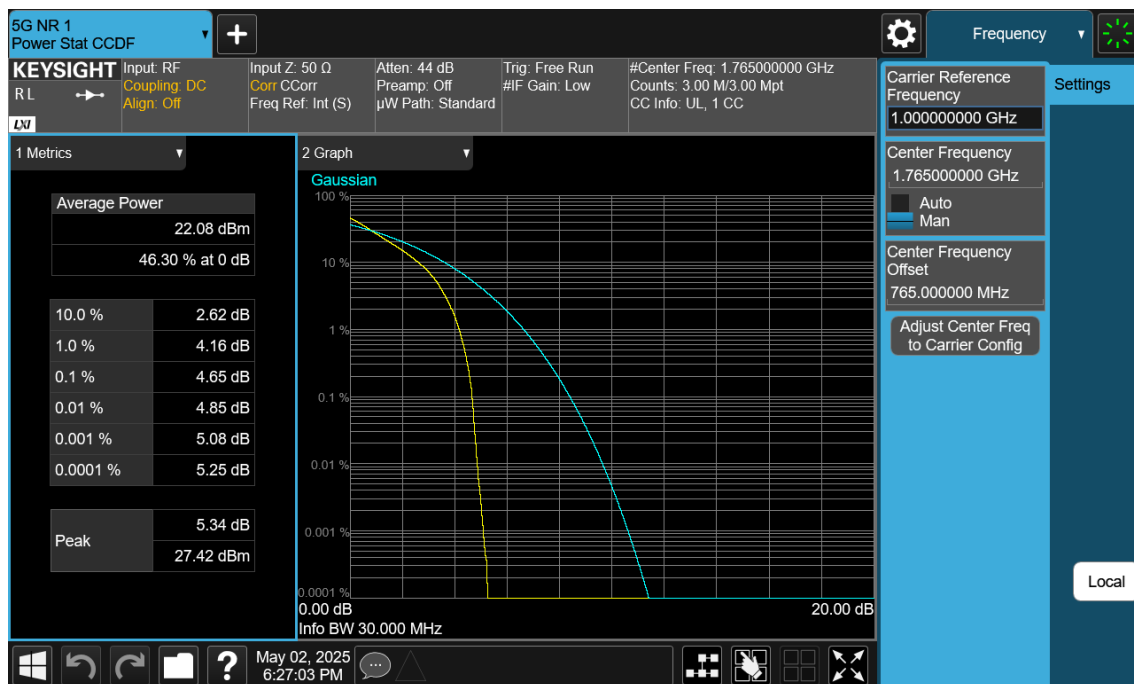 5G NR 1
Power Stat CCDF
Frequency
KEYSIGHT
R L
LXI
Input: RF
Coupling: DC
Align: Off
Input Z: 50 Ω
Corr CCorr
Freq Ref: Int (S)
Atten: 44 dB
Preamp: Off
µW Path: Standard
Trig: Free Run
#IF Gain: Low
#Center Freq: 1.765000000 GHz
Counts: 3.00 M/3.00 Mpt
CC Info: UL, 1 CC
1 Metrics
Average Power
22.08 dBm
46.30 % at 0 dB
10.0 % 2.62 dB
1.0 % 4.16 dB
0.1 % 4.65 dB
0.01 % 4.85 dB
0.001 % 5.08 dB
0.0001 % 5.25 dB
Peak
5.34 dB
27.42 dBm
2 Graph
Gaussian
100 %
10 %
1 %
0.1 %
0.01 %
0.001 %
0.0001 %
0.00 dB 20.00 dB
Info BW 30.000 MHz
Carrier Reference
Frequency
1.000000000 GHz
Center Frequency
1.765000000 GHz
Auto
Man
Center Frequency
Offset
765.000000 MHz
Adjust Center Freq
to Carrier Config
Settings
Local
?
May 02, 2025
6:27:03 PM